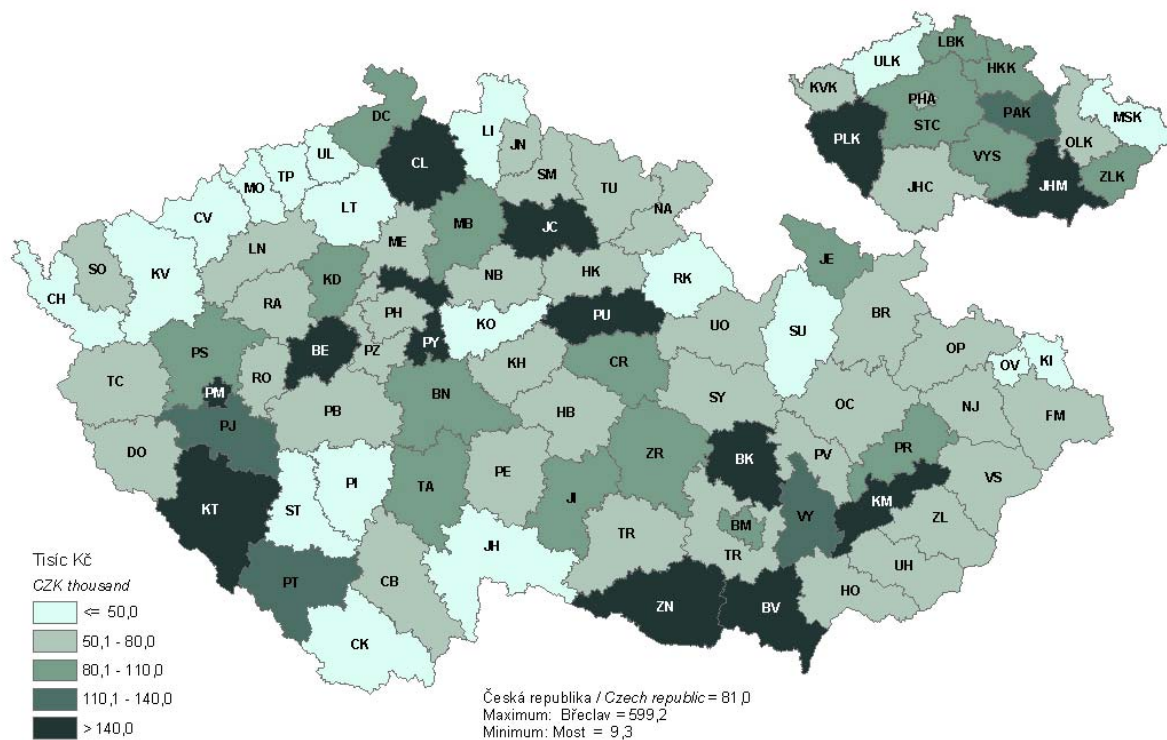 LBK
ULK
HKK
KVK
PHA
PAK
MSK
STC
OLK
PLK
VYS
ZLK
JHC
JHM
DC
LI
JN
UL
CL
SM
TP
TU
MO
LT
NA
CV
MB
JC
ME
LN
SO
KV
NB
HK
JE
KD
RK
CH
RA
PH
BR
KO
PU
UO
SU
BE
PY
PZ
PS
OP
KI
OV
TC
RO
KH
CR
PM
BN
SY
OC
NJ
FM
PB
HB
PJ
DO
ZR
PR
PV
BK
VS
PE
PI
TA
KM
KT
ST
JI
VY
ZL
BM
JH
TR
TR
UH
CB
PT
HO
ZN
BV
CK
Tisíc Kč
CZK thousand
<= 50,0
50,1 - 80,0
80,1 - 110,0
110,1 - 140,0
> 140,0
Česká republika / Czech republic = 81,0
Maximum: Břeclav = 599,2
Minimum: Most = 9,3